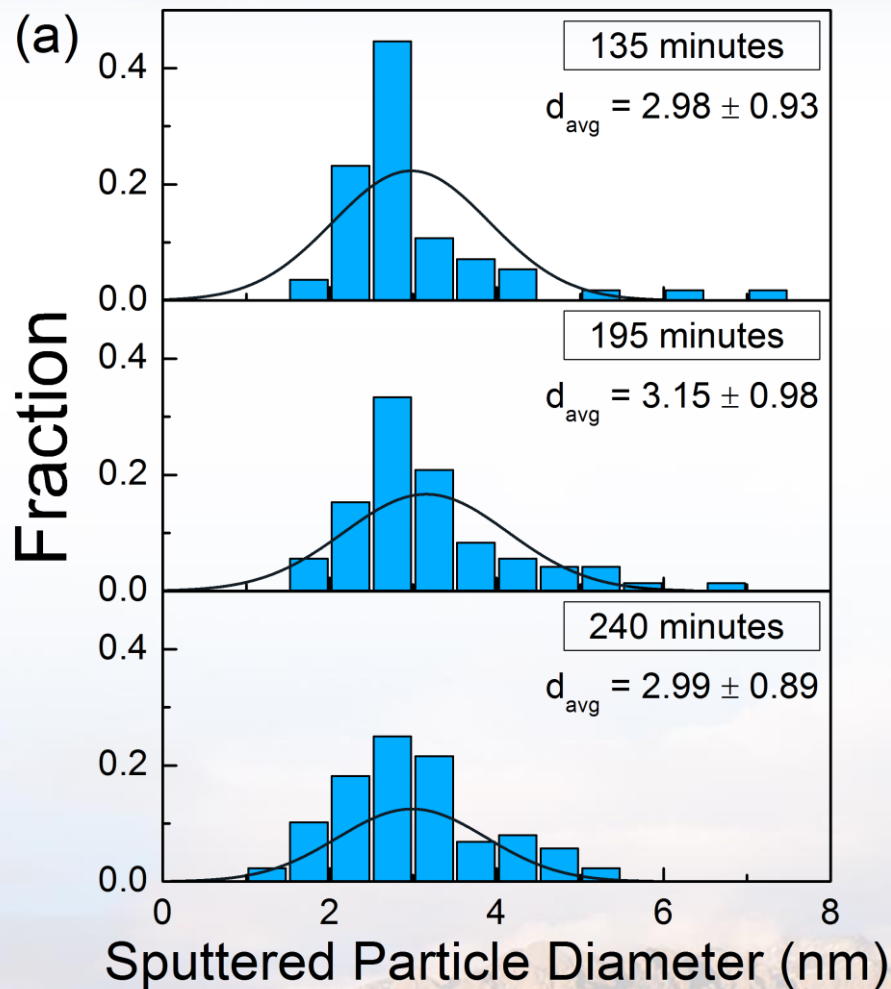 (a)
Fraction
135 minutes
d_avg = 2.98 ± 0.93
0.4
0.2
0.0
195 minutes
d_avg = 3.15 ± 0.98
0.4
0.2
0.0
240 minutes
d_avg = 2.99 ± 0.89
0.4
0.2
0.0
0 2 4 6 8
Sputtered Particle Diameter (nm)